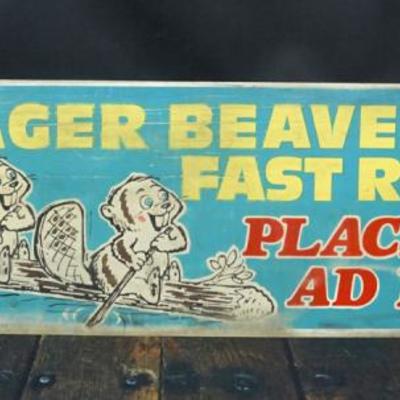 AGER BEAVE
FAST R
PLAC
AD